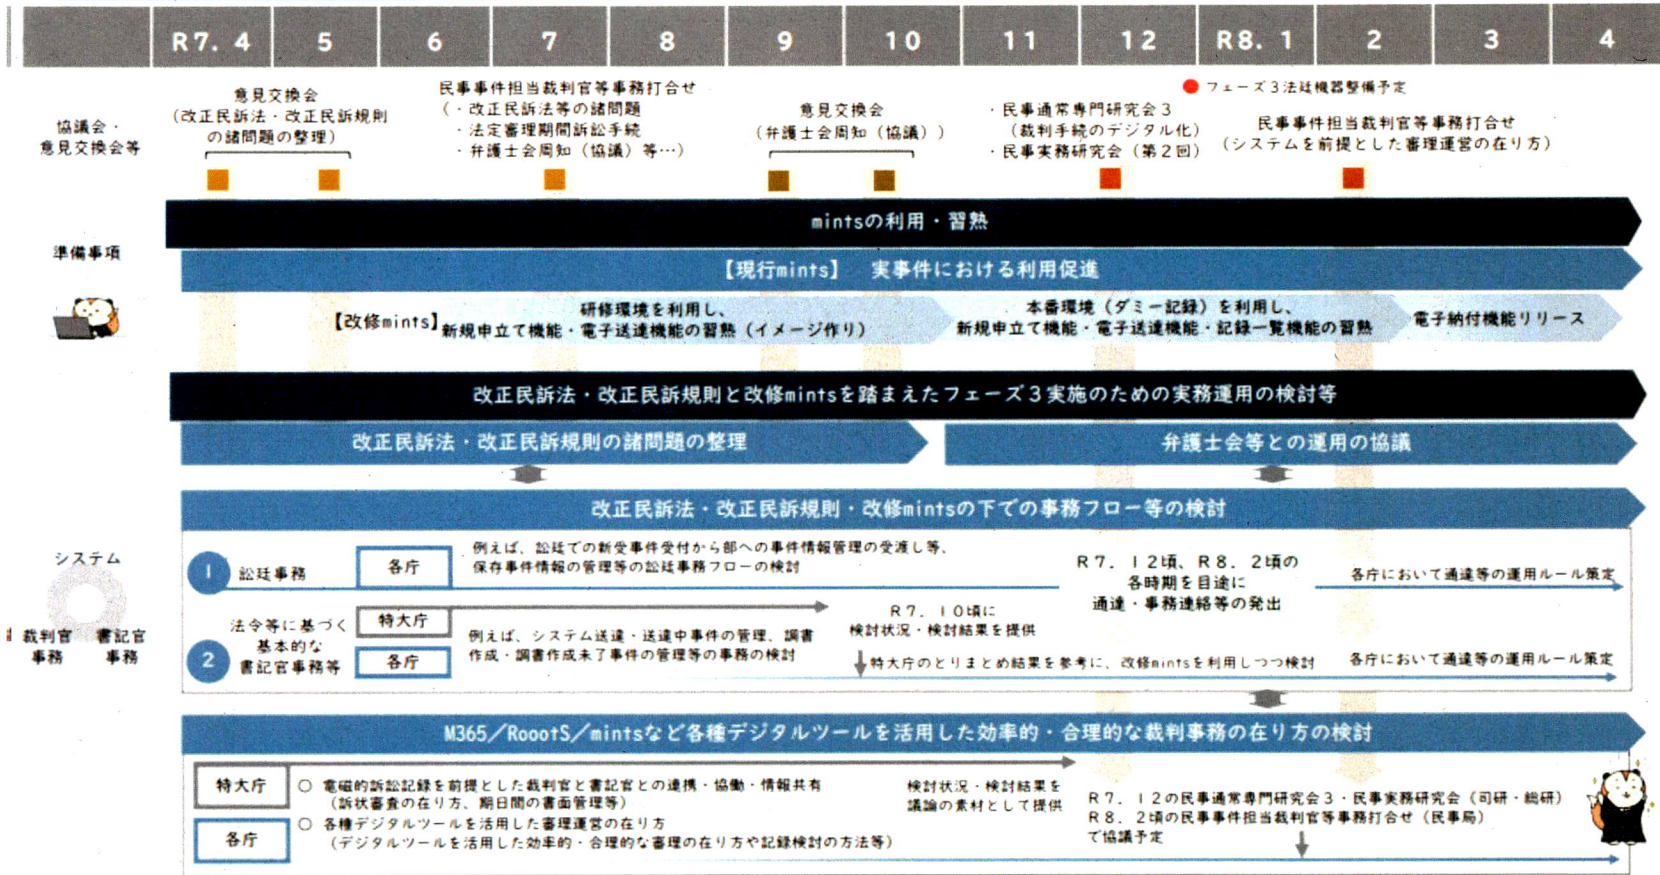 R7. 4 5 6 7 8 9 10 11 12 R8. 1 2 3 4
協議会・
意見交換会等
意見交換会
(改正民訴法・改正民訴規則
の諸問題の整理)
民事事件担当裁判官等事務打合せ
(・改正民訴法等の諸問題
・法定審理期間訴訟手続
・弁護士会周知(協議)等…)
意見交換会
(弁護士会周知(協議))
・民事通常専門研究会3
(裁判手続のデジタル化)
・民事実務研究会(第2回)
フェーズ3法廷機器整備予定
民事事件担当裁判官等事務打合せ
(システムを前提とした審理運営の在り方)
準備事項
mintsの利用・習熟
【現行mints】 実事件における利用促進
【改修mints】
研修環境を利用し、
新規申立て機能・電子送達機能の習熟(イメージ作り)
本番環境(ダミー記録)を利用し、
新規申立て機能・電子送達機能・記録一覧機能の習熟
電子納付機能リリース
改正民訴法・改正民訴規則と改修mintsを踏まえたフェーズ3実施のための実務運用の検討等
改正民訴法・改正民訴規則の諸問題の整理
弁護士会等との運用の協議
改正民訴法・改正民訴規則・改修mintsの下での事務フロー等の検討
システム
裁判官
事務
書記官
事務
1 訟廷事務
各庁
例えば、訟廷での新受事件受付から部への事件情報管理の受渡し等、
保存事件情報の管理等の訟廷事務フローの検討
R7. 12頃、R8. 2頃の
各時期を目途に
通達・事務連絡等の発出
各庁において通達等の運用ルール策定
2
法令等に基づく
基本的な
書記官事務等
特大庁
各庁
例えば、システム送達・送達中事件の管理、調書
作成・調書作成未了事件の管理等の事務の検討
R7. 10頃に
検討状況・検討結果を提供
特大庁のとりまとめ結果を参考に、改修mintsを利用しつつ検討
各庁において通達等の運用ルール策定
M365/RoootS/mintsなど各種デジタルツールを活用した効率的・合理的な裁判事務の在り方の検討
特大庁
各庁
○ 電磁的訴訟記録を前提とした裁判官と書記官との連携・協働・情報共有
(訴状審査の在り方、期日間の書面管理等)
○ 各種デジタルツールを活用した審理運営の在り方
(デジタルツールを活用した効率的・合理的な審理の在り方や記録検討の方法等)
検討状況・検討結果を
議論の素材として提供
R7. 12の民事通常専門研究会3・民事実務研究会(司研・総研)
R8. 2頃の民事事件担当裁判官等事務打合せ(民事局)
で協議予定